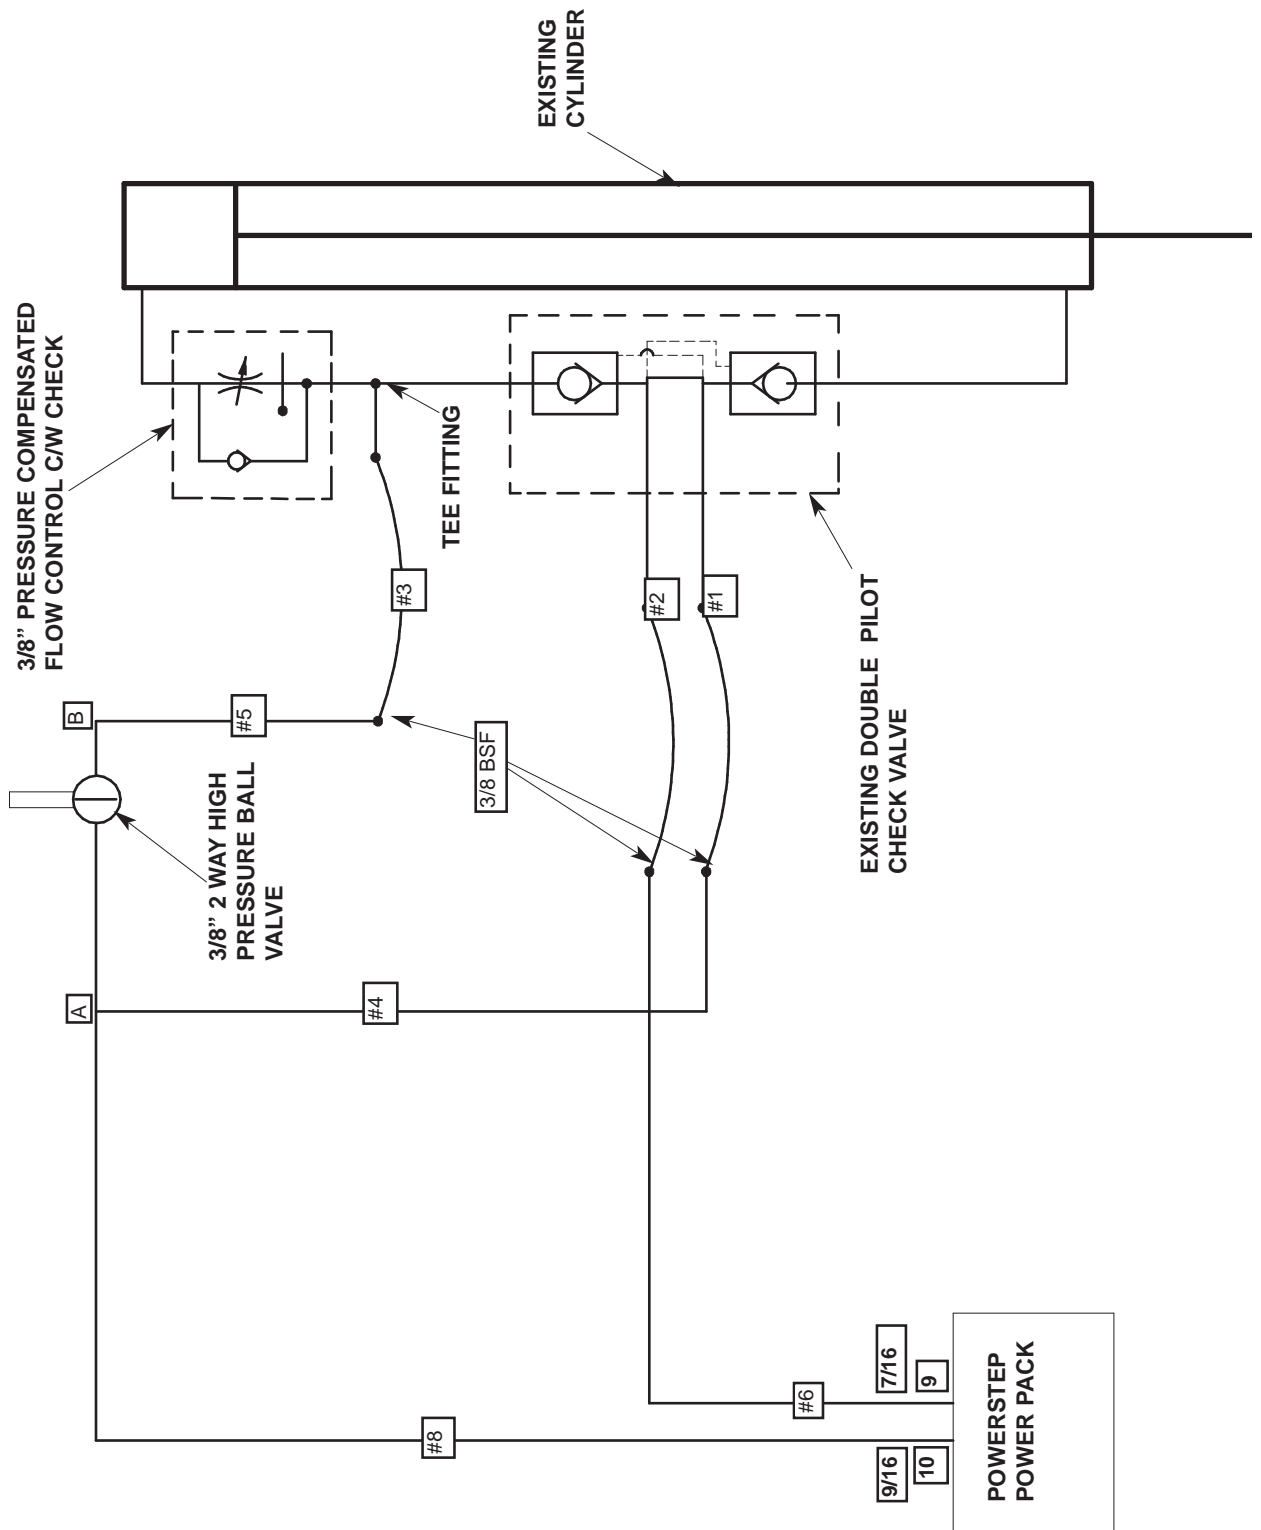 EXISTING
CYLINDER
3/8” PRESSURE COMPENSATED
FLOW CONTROL C/W CHECK
TEE FITTING
#3
#2
#1
B
#5
3/8 BSF
3/8” 2 WAY HIGH
PRESSURE BALL
VALVE
EXISTING DOUBLE PILOT
CHECK VALVE
A
#4
#8
#6
7/16
9
9/16
10
POWERSTEP
POWER PACK